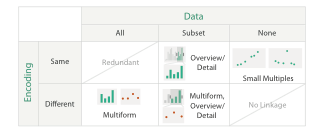 Data
All Subset None
Encoding
Same
Redundant
Overview/
Detail
Small Multiples
Different
Multiform
Multiform,
Overview/
Detail
No Linkage